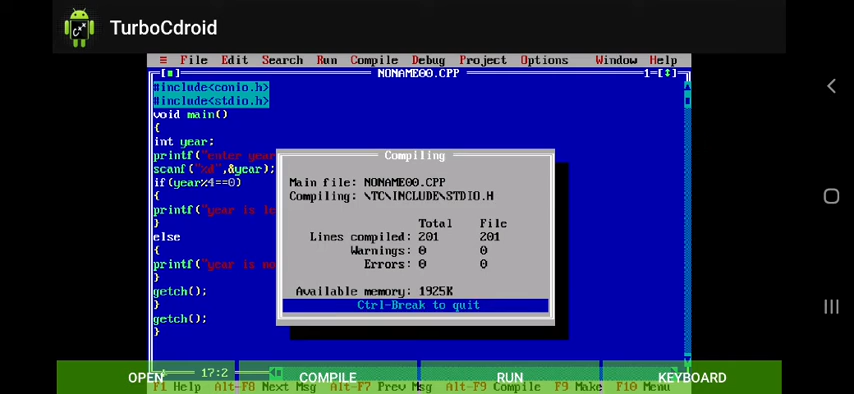 TurboCdroid
≡ File Edit Search Run Compile Debug Project Options Window Help
NONAME00.CPP 1=[↕]
#include<conio.h>
#include<stdio.h>
void main()
{
int year;
printf("enter year
scanf("%d",&year);
if(year%4==0)
{
printf("year is le
}
else
{
printf("year is no
}
getch();
}
getch();
}
Compiling
Main file: NONAME00.CPP
Compiling: \TC\INCLUDE\STDIO.H
Total File
Lines compiled: 201 201
Warnings: 0 0
Errors: 0 0
Available memory: 1925K
Ctrl-Break to quit
17:2
OPEN COMPILE RUN KEYBOARD
F1 Help Alt-F8 Next Msg Alt-F7 Prev Msg Alt-F9 Compile F9 Make F10 Menu